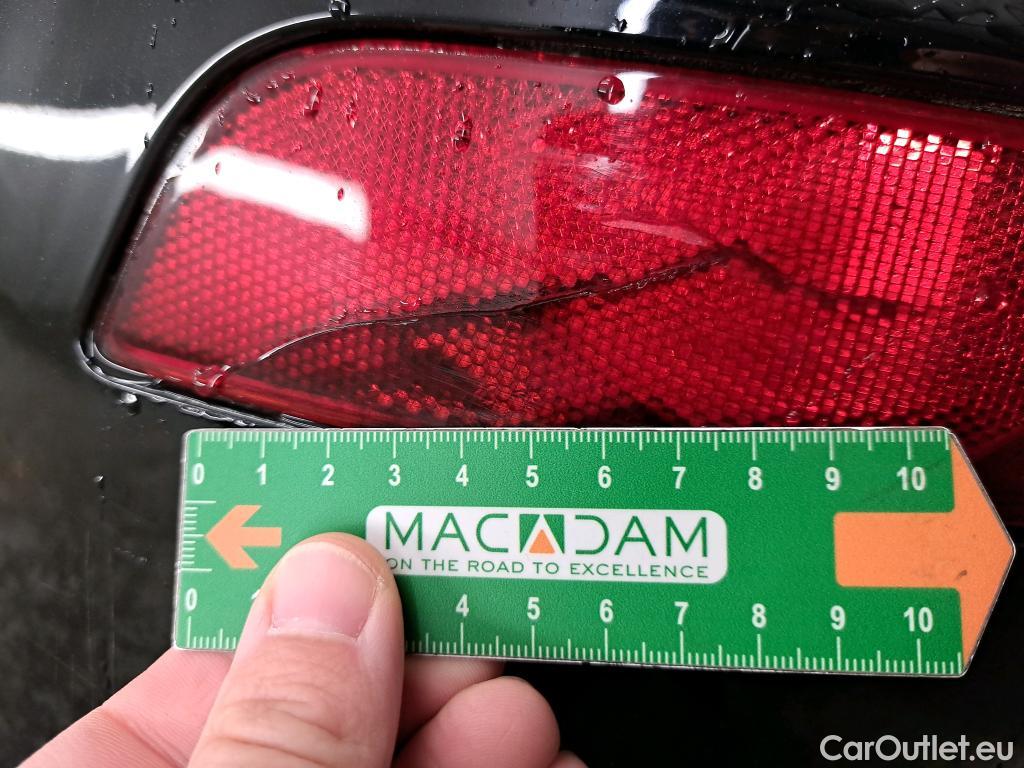 0 1 2 3 4 5 6 7 8 9 10
MACADAM
ON THE ROAD TO EXCELLENCE
0 1 4 5 6 7 8 9 10
CarOutlet.eu